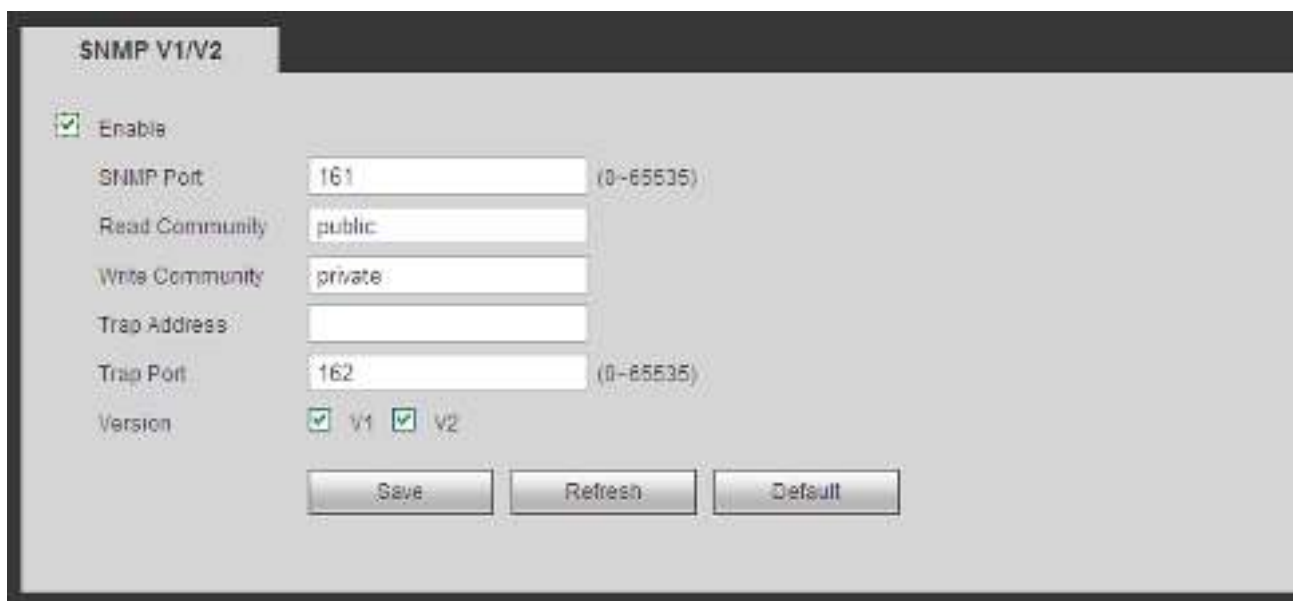 SNMP V1/V2
Enable
SNMP Port 161 (0~65535)
Read Community public
Write Community private
Trap Address
Trap Port 162 (0~65535)
Version V1 V2
Save Refresh Default